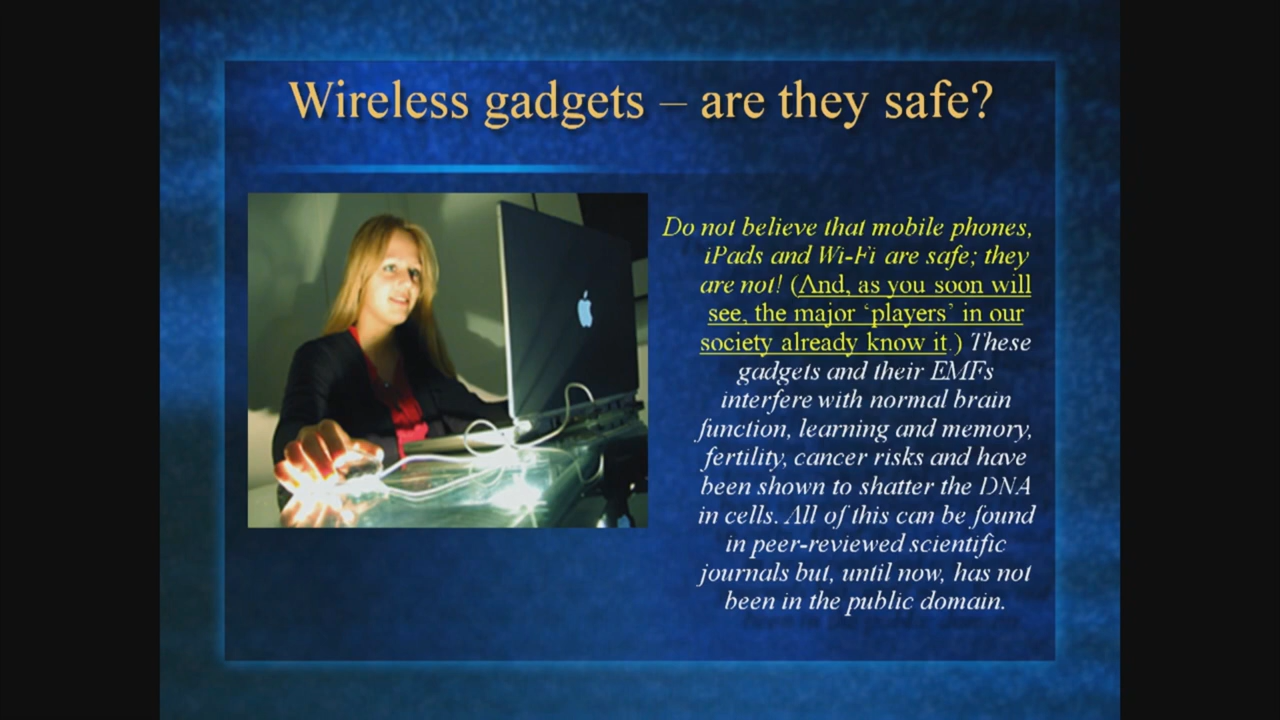 Wireless gadgets – are they safe?
Do not believe that mobile phones,
iPads and Wi-Fi are safe; they
are not! (And, as you soon will
see, the major ‘players’ in our
society already know it.) These
gadgets and their EMFs
interfere with normal brain
function, learning and memory,
fertility, cancer risks and have
been shown to shatter the DNA
in cells. All of this can be found
in peer-reviewed scientific
journals but, until now, has not
been in the public domain.